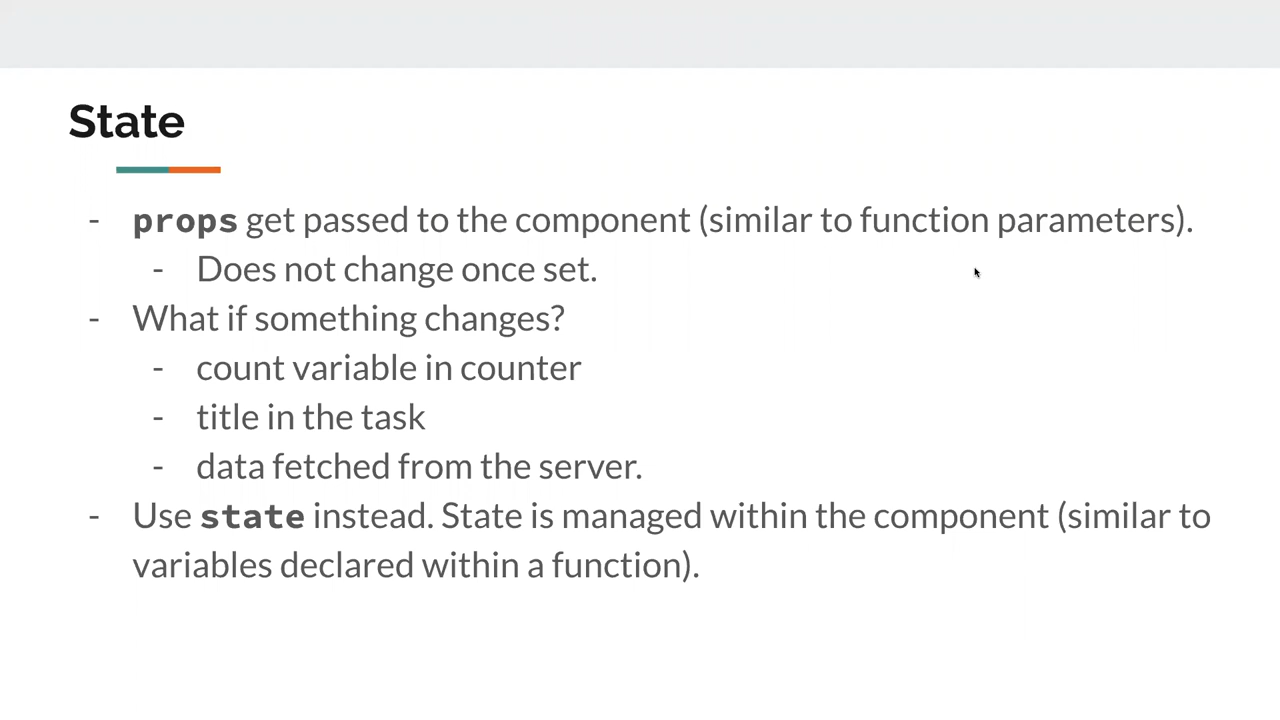 State
- props get passed to the component (similar to function parameters).
- Does not change once set.
- What if something changes?
- count variable in counter
- title in the task
- data fetched from the server.
- Use state instead. State is managed within the component (similar to
variables declared within a function).